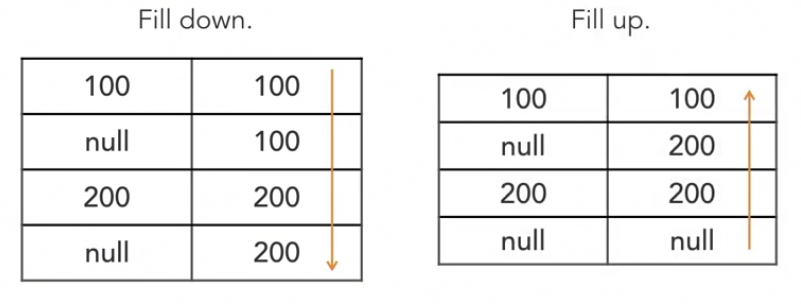 Fill down.
100 100
null 100
200 200
null 200
Fill up.
100 100
null 200
200 200
null null